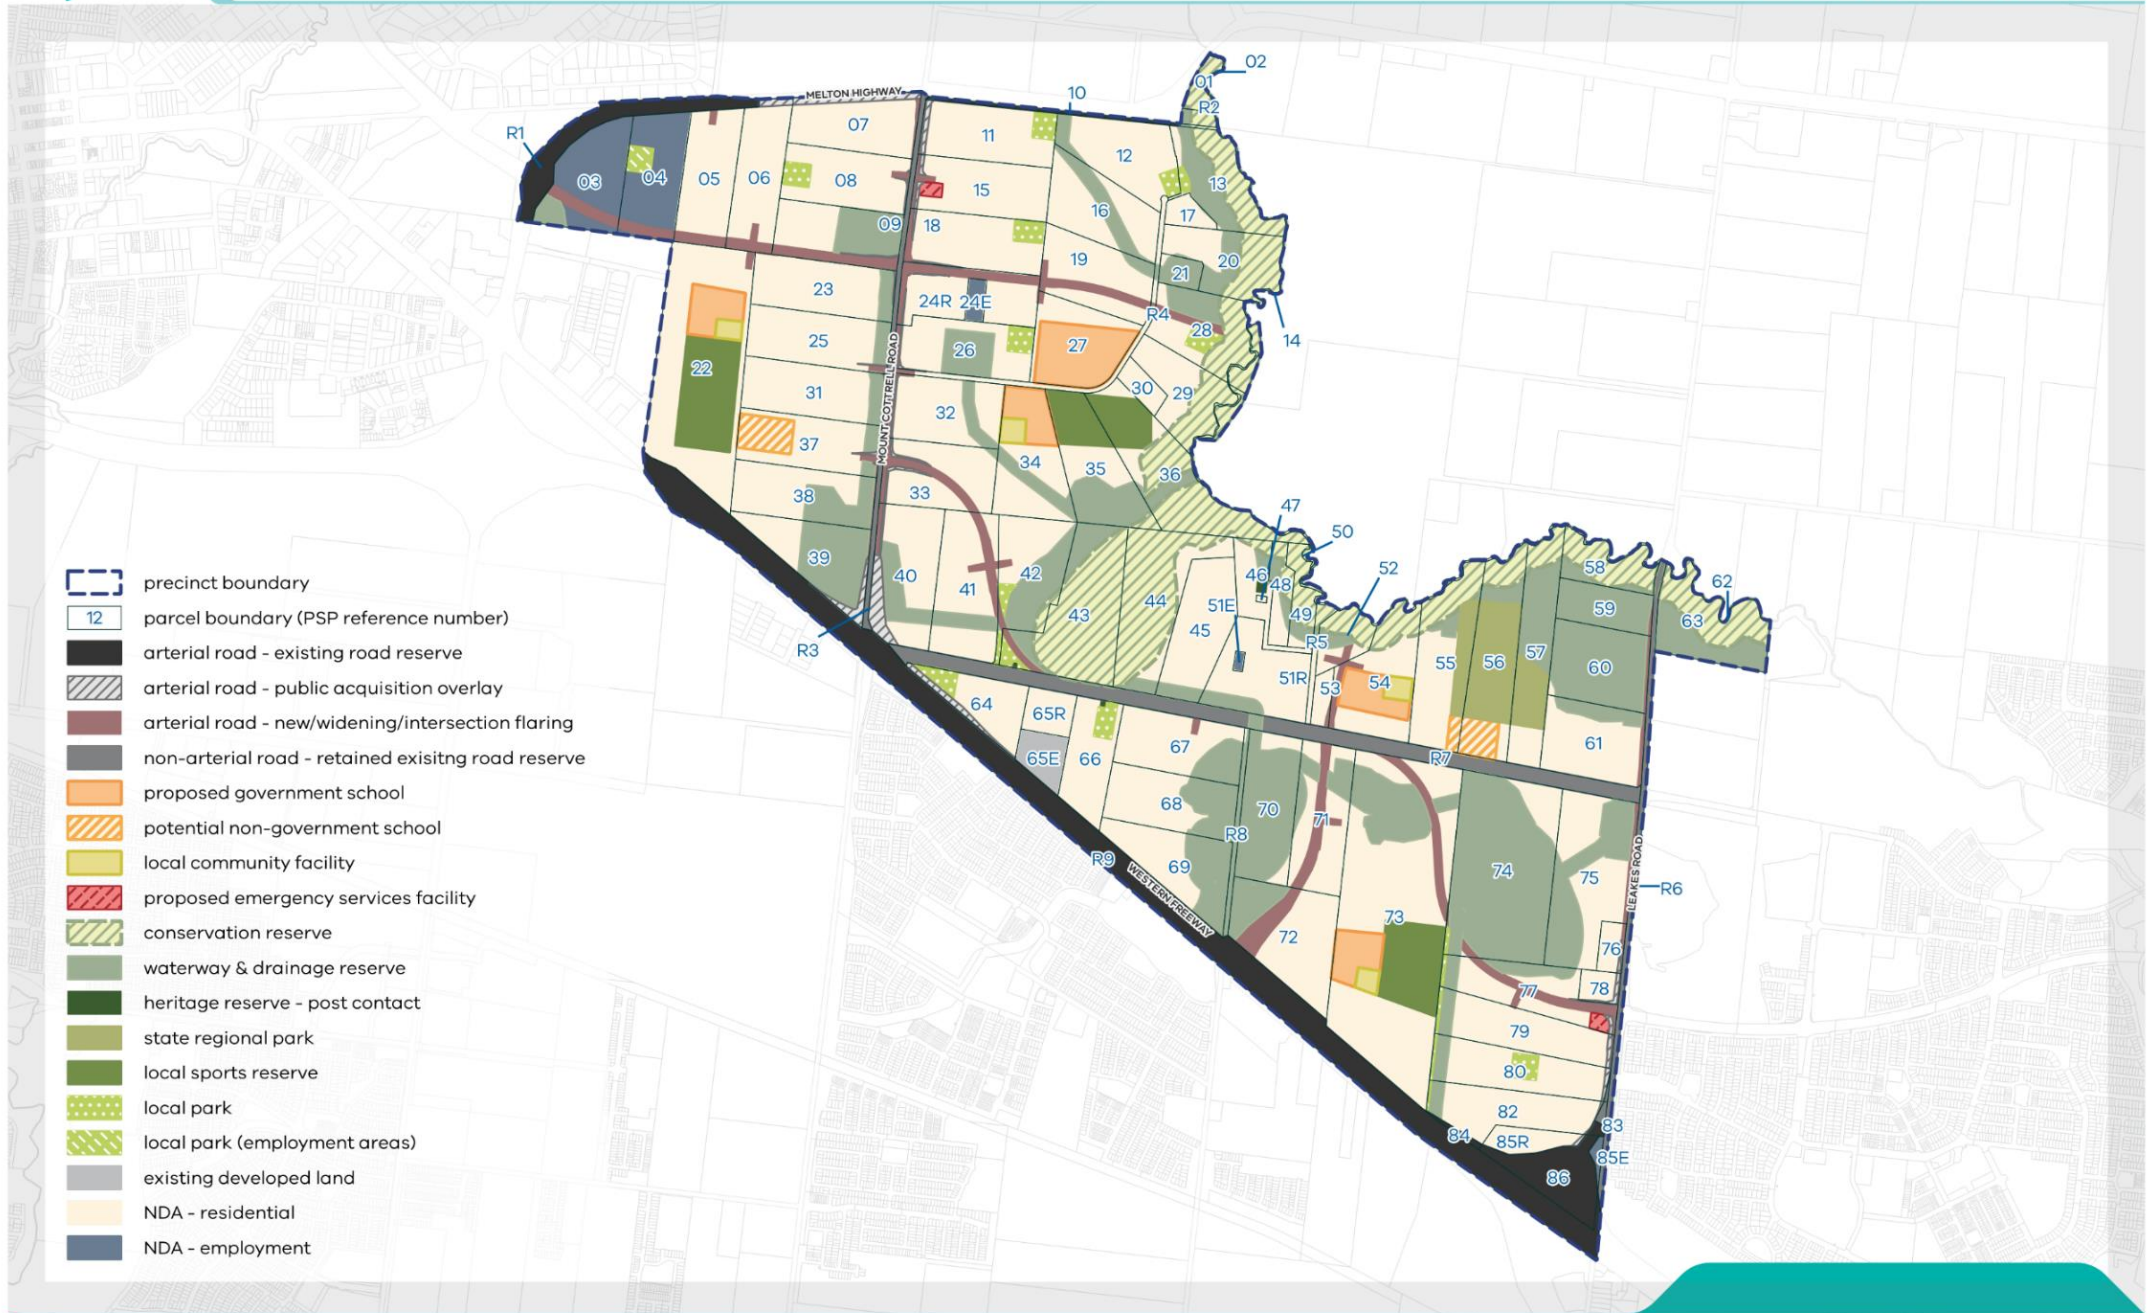 02
01
10
R2
MELTON HIGHWAY
R1
07
11
12
03
04
05
06
08
15
13
16
17
09
18
19
20
21
23
24R
24E
R4
28
14
25
26
27
22
MOUNT COTTRELL ROAD
31
32
30
29
37
34
35
36
38
33
47
50
39
40
41
42
46
48
52
58
62
43
44
51E
49
59
63
45
R5
R3
51R
53
54
55
56
57
60
64
65R
67
61
65E
66
R7
68
70
71
R8
69
R9
WESTERN FREEWAY
74
75
LEAKES ROAD
R6
72
73
76
77
78
79
80
82
83
84
85R
85E
86
precinct boundary
12 parcel boundary (PSP reference number)
arterial road - existing road reserve
arterial road - public acquisition overlay
arterial road - new/widening/intersection flaring
non-arterial road - retained exisitng road reserve
proposed government school
potential non-government school
local community facility
proposed emergency services facility
conservation reserve
waterway & drainage reserve
heritage reserve - post contact
state regional park
local sports reserve
local park
local park (employment areas)
existing developed land
NDA - residential
NDA - employment